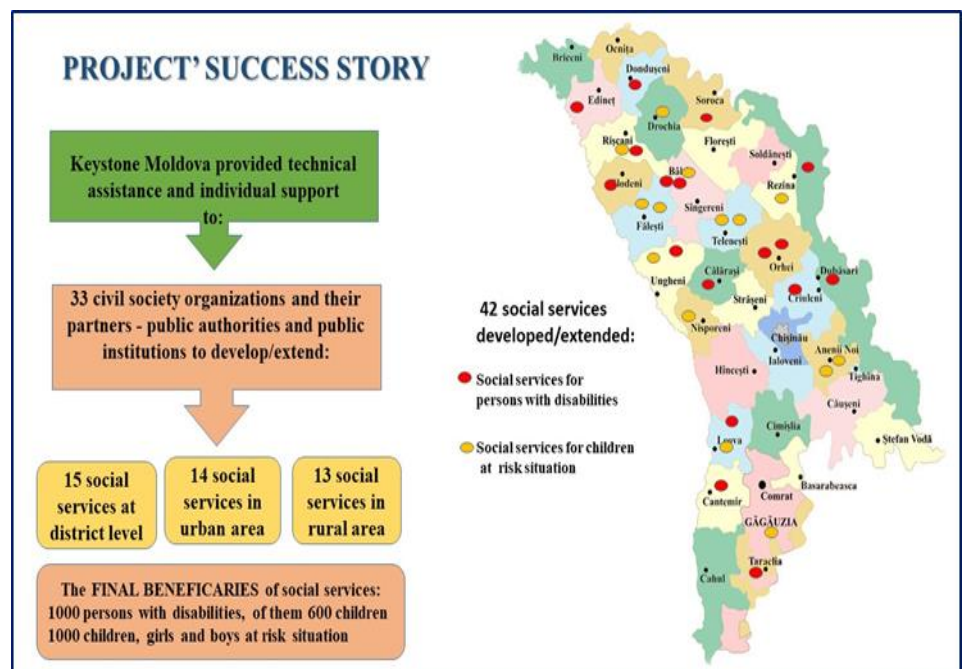 PROJECT’ SUCCESS STORY
Keystone Moldova provided technical
assistance and individual support
to:
33 civil society organizations and their
partners - public authorities and public
institutions to develop/extend:
15 social
services at
district level
14 social
services in
urban area
13 social
services in
rural area
The FINAL BENEFICARIES of social services:
1000 persons with disabilities, of them 600 children
1000 children, girls and boys at risk situation
42 social services
developed/extended:
Social services for
persons with disabilities
Social services for children
at risk situation
Briceni
Ocnița
Dondușeni
Edineț
Soroca
Drochia
Rîșcani
Florești
Șoldănești
Rezina
Sîngerei
Fălești
Telenești
Orhei
Dubăsari
Ungheni
Călărași
Criuleni
Strășeni
Nisporeni
Chișinău
Anenii Noi
Ialoveni
Tighina
Hîncești
Căușeni
Cimișlia
Ștefan Vodă
Basarabeasca
Cantemir
Comrat
GĂGĂUZIA
Taraclia
Cahul